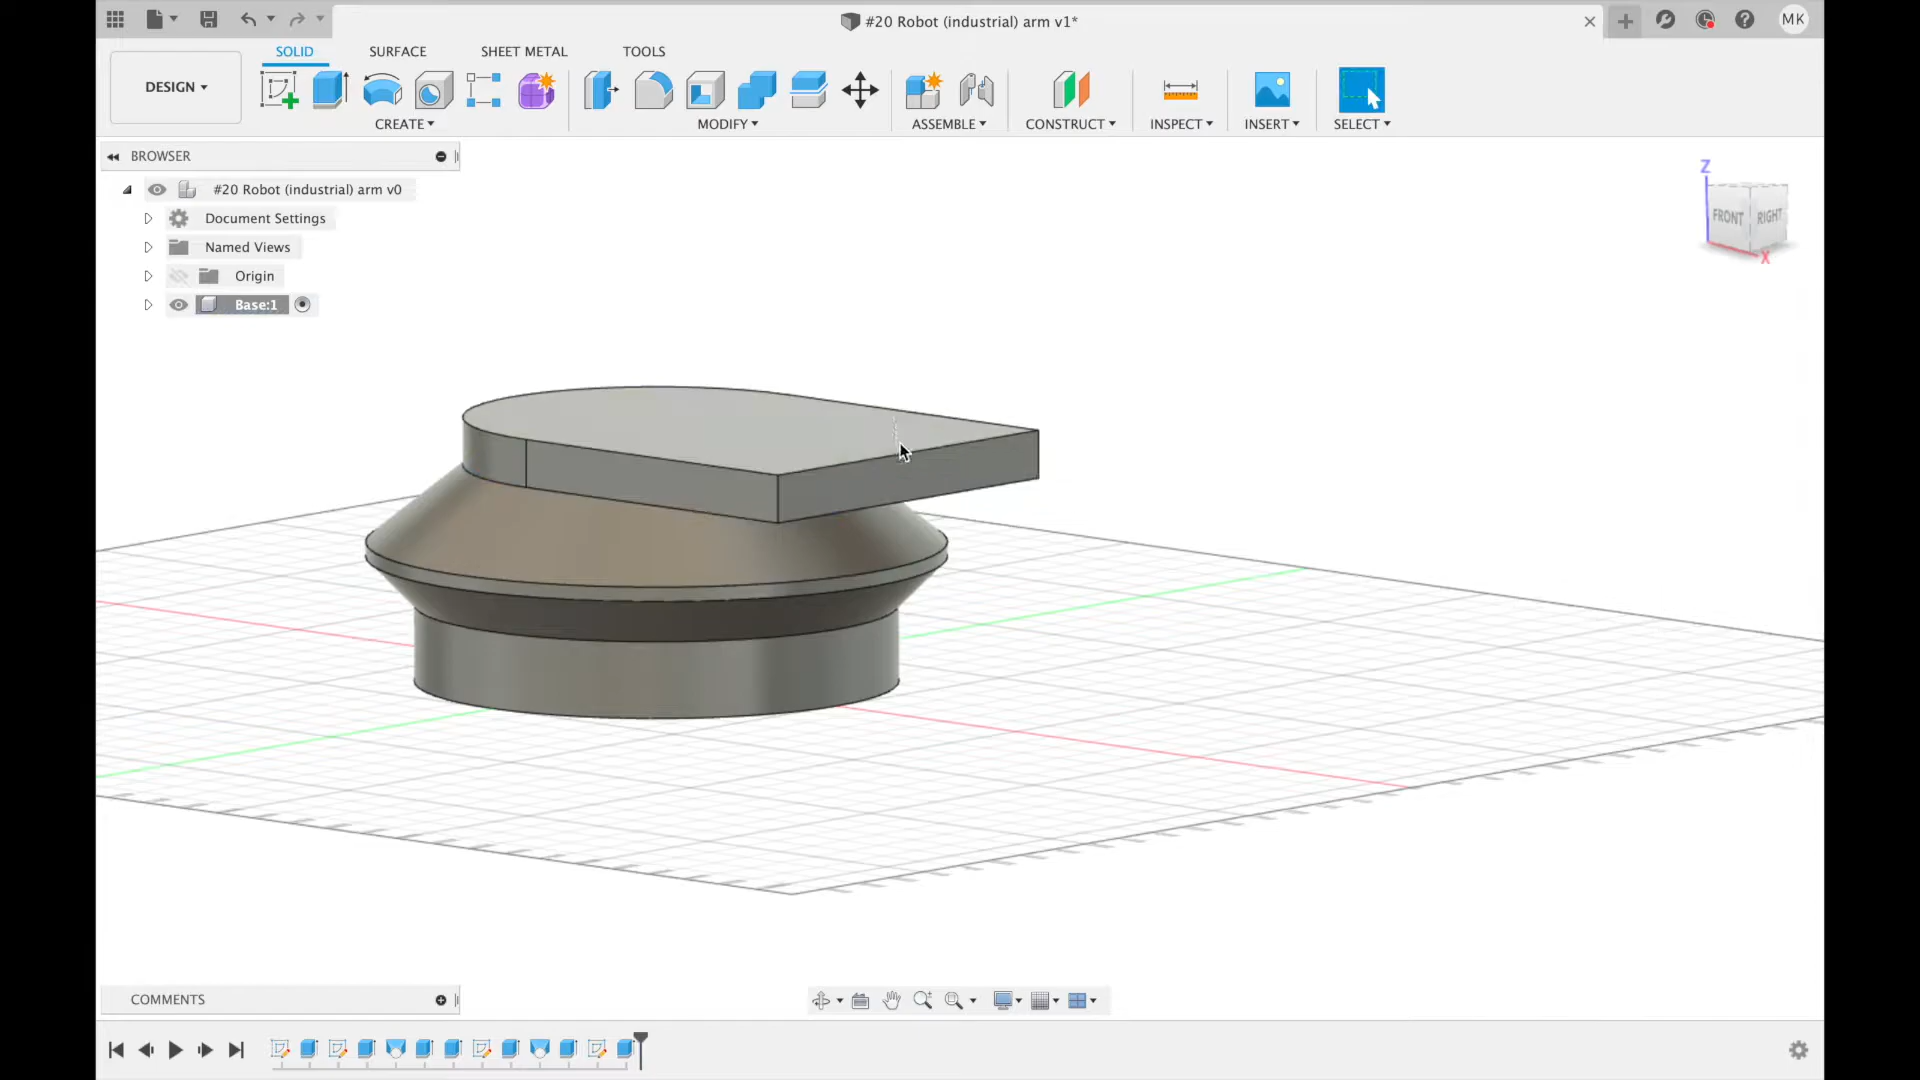 #20 Robot (industrial) arm v1*
MK
SOLID SURFACE SHEET METAL TOOLS
DESIGN
CREATE MODIFY ASSEMBLE CONSTRUCT INSPECT INSERT SELECT
BROWSER
#20 Robot (industrial) arm v0
Document Settings
Named Views
Origin
Base:1
Z
FRONT RIGHT
X
COMMENTS